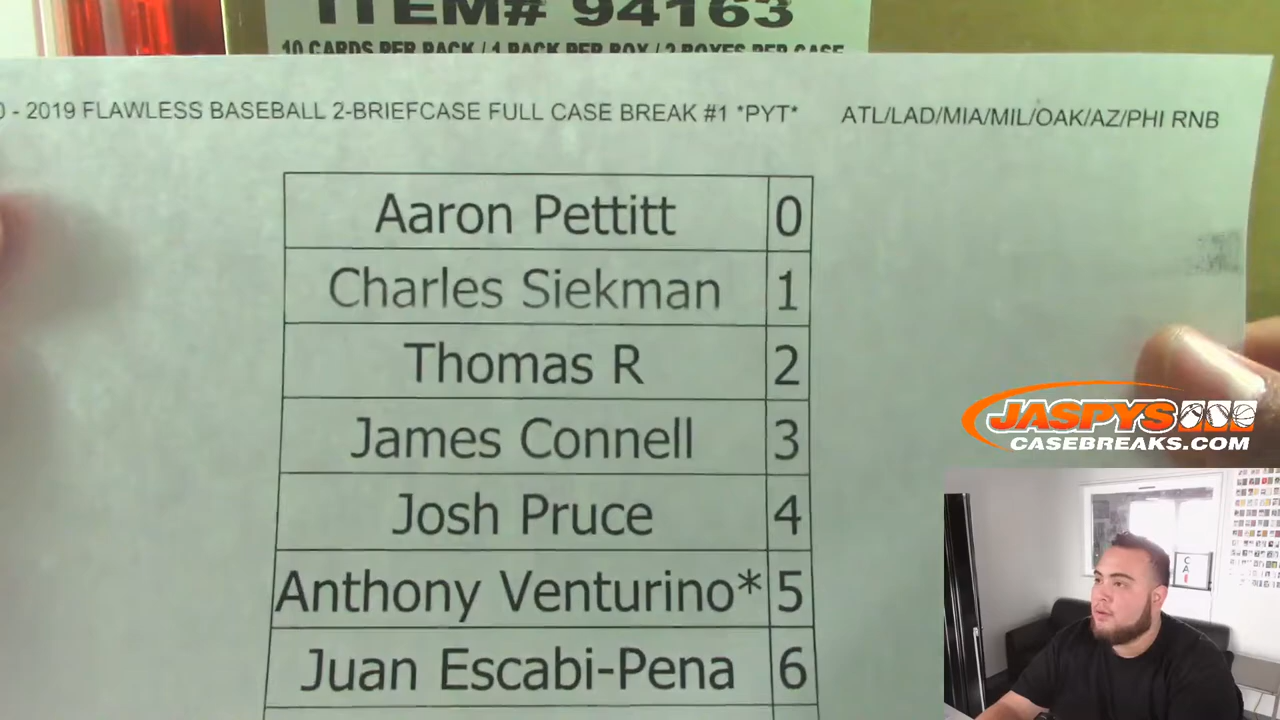 ITEM# 94163
10 CARDS PER PACK / 1 PACK PER BOX / 2 BOXES PER CASE
0 - 2019 FLAWLESS BASEBALL 2-BRIEFCASE FULL CASE BREAK #1 *PYT* ATL/LAD/MIA/MIL/OAK/AZ/PHI RNB
Aaron Pettitt 0
Charles Siekman 1
Thomas R 2
James Connell 3
Josh Pruce 4
Anthony Venturino* 5
Juan Escabi-Pena 6
JASPYS
CASEBREAKS.COM